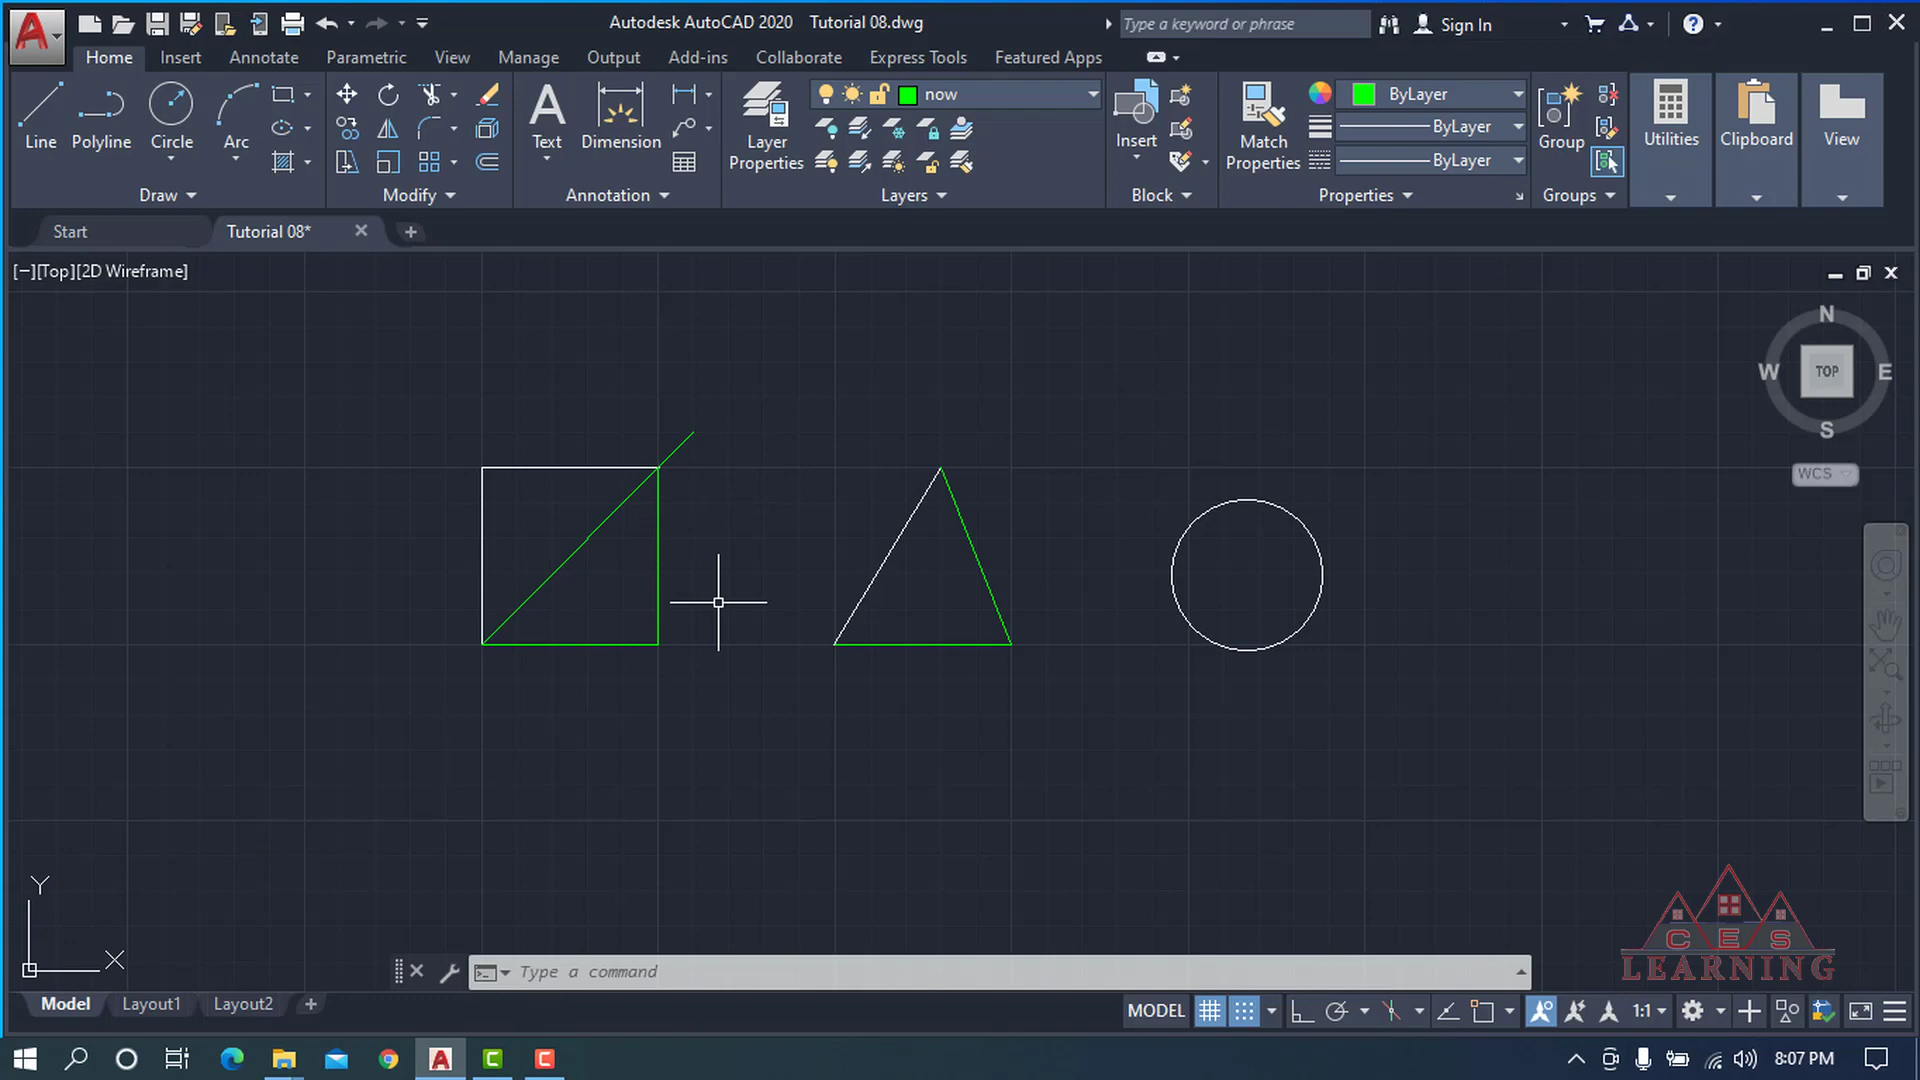 Autodesk AutoCAD 2020 Tutorial 08.dwg
Type a keyword or phrase
Sign In
Home Insert Annotate Parametric View Manage Output Add-ins Collaborate Express Tools Featured Apps
Line Polyline Circle Arc
Text Dimension
Layer Properties
now
Insert
Match Properties
ByLayer
ByLayer
ByLayer
Group
Utilities
Clipboard
View
Draw Modify Annotation Layers Block Properties Groups
Start Tutorial 08*
[−][Top][2D Wireframe]
N
W TOP E
S
WCS
Y
X
CES
LEARNING
Type a command
Model Layout1 Layout2
MODEL 1:1
8:07 PM